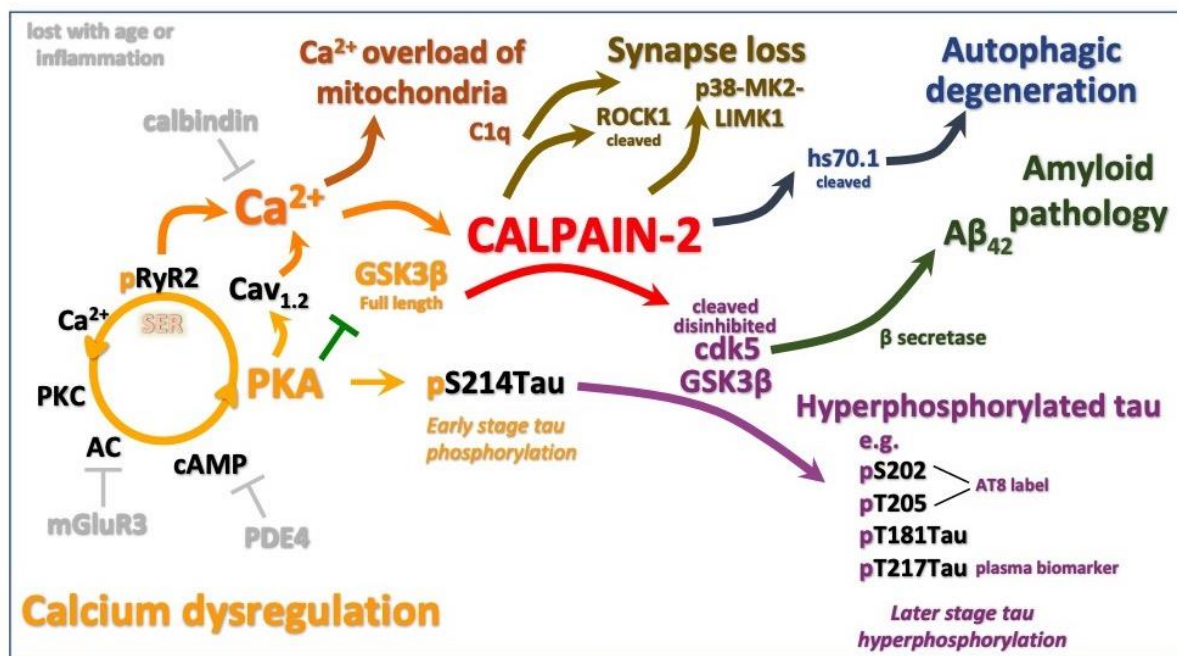 lost with age or
inflammation
Ca²⁺ overload of
mitochondria
Synapse loss
p38-MK2-
LIMK1
C1q
ROCK1
cleaved
Autophagic
degeneration
hs70.1
cleaved
Amyloid
pathology
Aβ₄₂
β secretase
calbindin
Ca²⁺
CALPAIN-2
GSK3β
Full length
pRyR2
SER
Cav₁.₂
Ca²⁺
PKC
AC
cAMP
PKA
mGluR3
PDE4
pS214Tau
Early stage tau
phosphorylation
cleaved
disinhibited
cdk5
GSK3β
Hyperphosphorylated tau
e.g.
pS202
pT205
AT8 label
pT181Tau
pT217Tau plasma biomarker
Later stage tau
hyperphosphorylation
Calcium dysregulation